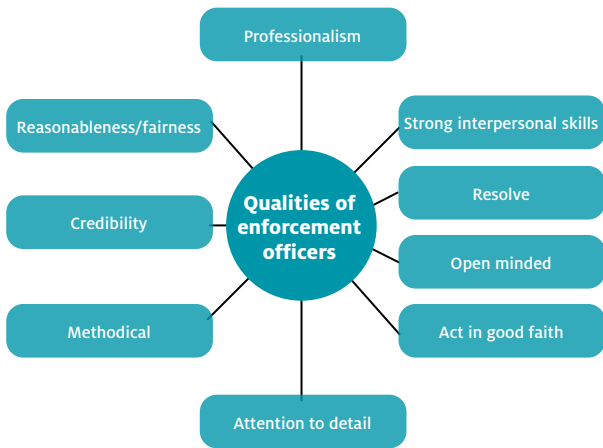 Professionalism
Reasonableness/fairness
Strong interpersonal skills
Credibility
Qualities of
enforcement
officers
Resolve
Open minded
Methodical
Act in good faith
Attention to detail